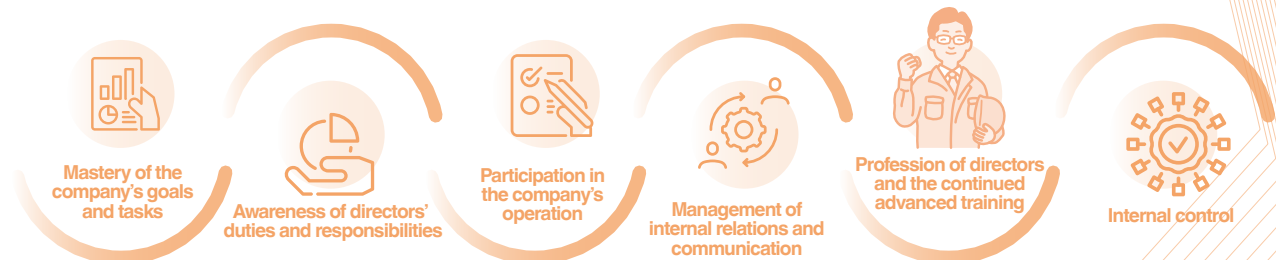 Mastery of the
company's goals
and tasks
Awareness of directors'
duties and responsibilities
Participation in
the company's
operation
Management of
internal relations and
communication
Profession of directors
and the continued
advanced training
Internal control